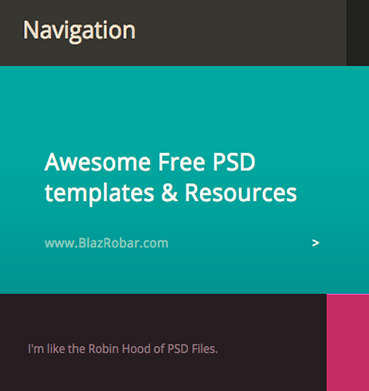 Navigation
Awesome Free PSD
templates & Resources
www.BlazRobar.com >
I'm like the Robin Hood of PSD Files.